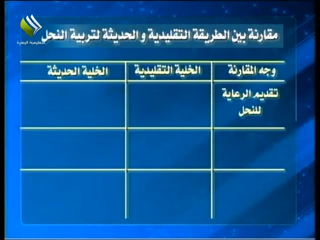 مقارنة بين الطريقة التقليدية و الحديثة لتربية النحل
وجه المقارنة
الخلية التقليدية
الخلية الحديثة
تقديم الرعاية
للنحل